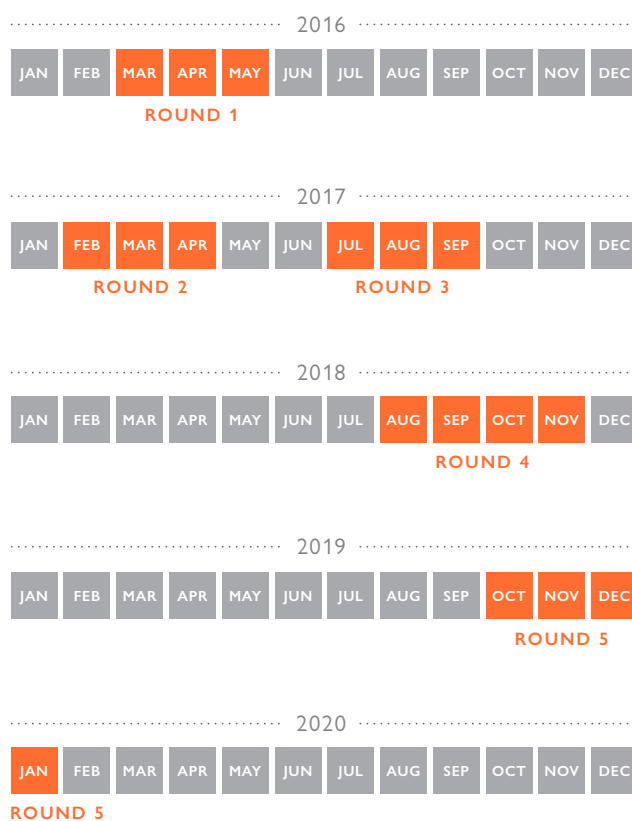 2016
JAN FEB MAR APR MAY JUN JUL AUG SEP OCT NOV DEC
ROUND 1
2017
JAN FEB MAR APR MAY JUN JUL AUG SEP OCT NOV DEC
ROUND 2 ROUND 3
2018
JAN FEB MAR APR MAY JUN JUL AUG SEP OCT NOV DEC
ROUND 4
2019
JAN FEB MAR APR MAY JUN JUL AUG SEP OCT NOV DEC
ROUND 5
2020
JAN FEB MAR APR MAY JUN JUL AUG SEP OCT NOV DEC
ROUND 5